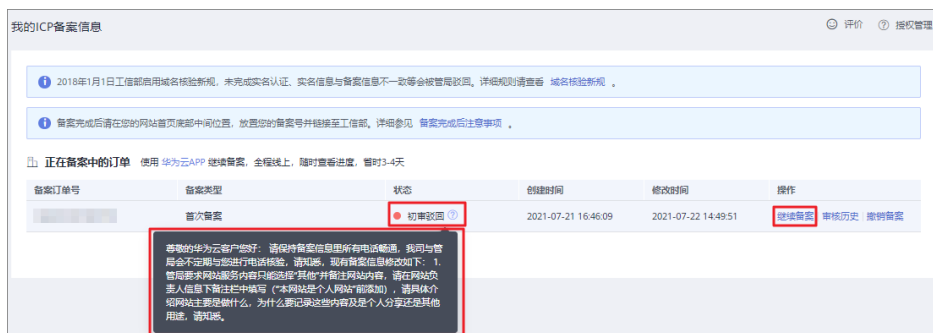 我的ICP备案信息
评价 授权管理
2018年1月1日工信部启用域名核验新规，未完成实名认证、实名信息与备案信息不一致等会被管局驳回。详细规则请查看 域名核验新规 。
备案完成后请在您的网站首页底部中间位置，放置您的备案号并链接至工信部。详细参见 备案完成后注意事项 。
正在备案中的订单 使用 华为云APP 继续备案，全程线上，随时查看进度，暂时3-4天
备案订单号 备案类型 状态 创建时间 修改时间 操作
首次备案 初审驳回 2021-07-21 16:46:09 2021-07-22 14:49:51 继续备案 审核历史 撤销备案
尊敬的华为云客户您好： 请保持备案信息里所有电话畅通，我司与管
局会不定期与您进行电话核验，请知悉，现有备案信息修改如下： 1.
管局要求网站服务内容只能选择“其他”并备注网站内容，请在网站负
责人信息下备注栏中填写（“本网站是个人网站”前添加），请具体介
绍网站主要是做什么，为什么要记录这些内容及是个人分享还是其他
用途，请知悉。